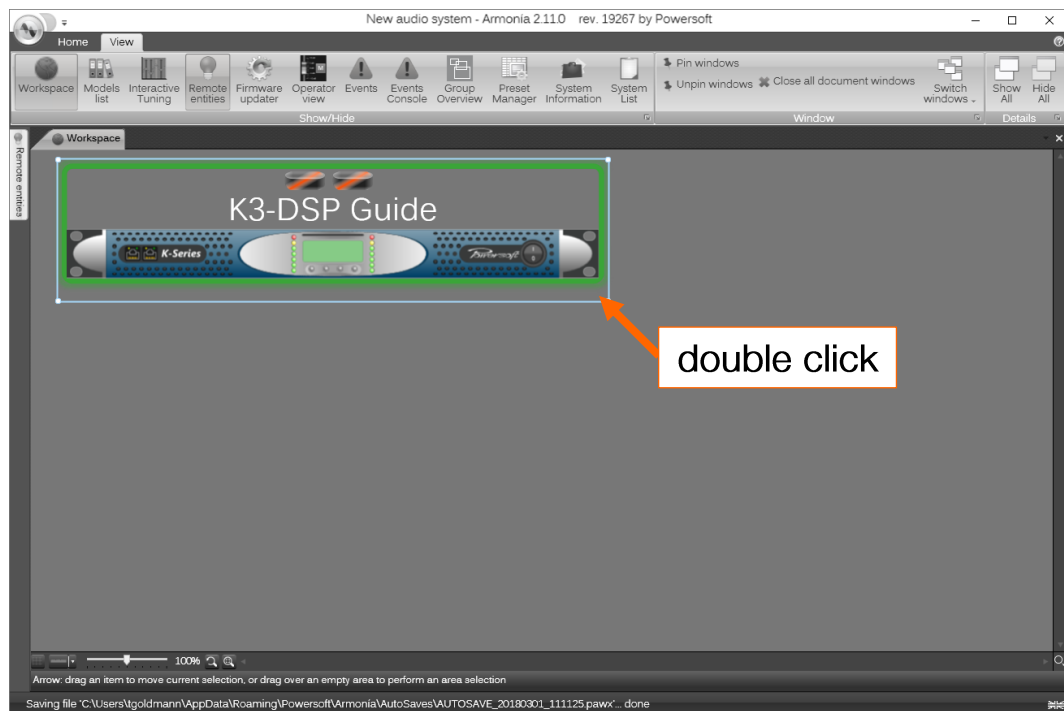 New audio system - Armonia 2.11.0 rev. 19267 by Powersoft
Home View
Workspace
Models list
Interactive Tuning
Remote entities
Firmware updater
Operator view
Events
Events Console
Group Overview
Preset Manager
System Information
System List
Pin windows
Unpin windows
Close all document windows
Switch windows
Show All
Hide All
Show/Hide
Window
Details
Remote entities
Workspace
K3-DSP Guide
K-Series
Powersoft
double click
100%
Arrow: drag an item to move current selection, or drag over an empty area to perform an area selection
Saving file 'C:\Users\tgoldmann\AppData\Roaming\Powersoft\Armonia\AutoSaves\AUTOSAVE_20180301_111125.pawx'... done